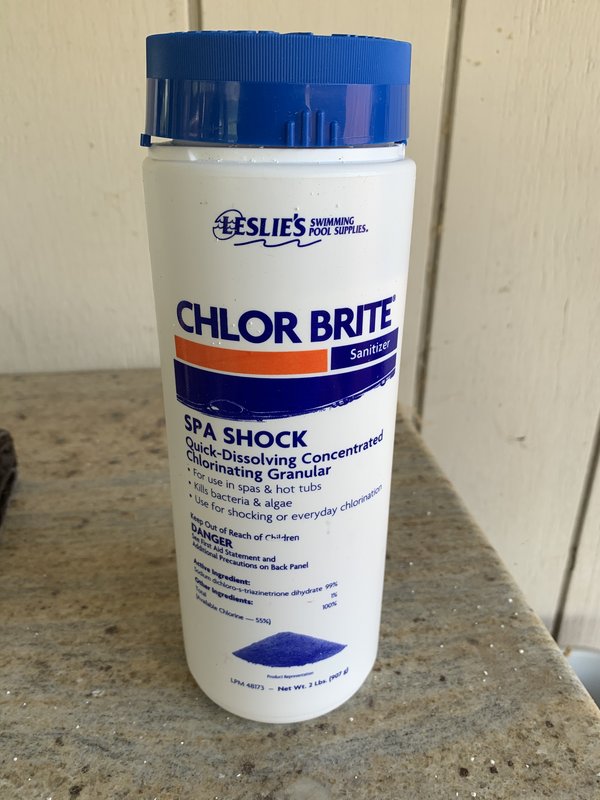 LESLIE'S SWIMMING
POOL SUPPLIES®
CHLOR BRITE®
Sanitizer
SPA SHOCK
Quick-Dissolving Concentrated
Chlorinating Granular
• For use in spas & hot tubs
• Kills bacteria & algae
• Use for shocking or everyday chlorination
Keep Out of Reach of Children
DANGER
See First Aid Statement and
Additional Precautions on Back Panel
Active Ingredient:
Sodium dichloro-s-triazinetrione dihydrate 99%
Other Ingredients: 1%
Total 100%
(Available Chlorine — 55%)
Product Representation
LPM 48173 – Net Wt. 2 Lbs. (907 g)